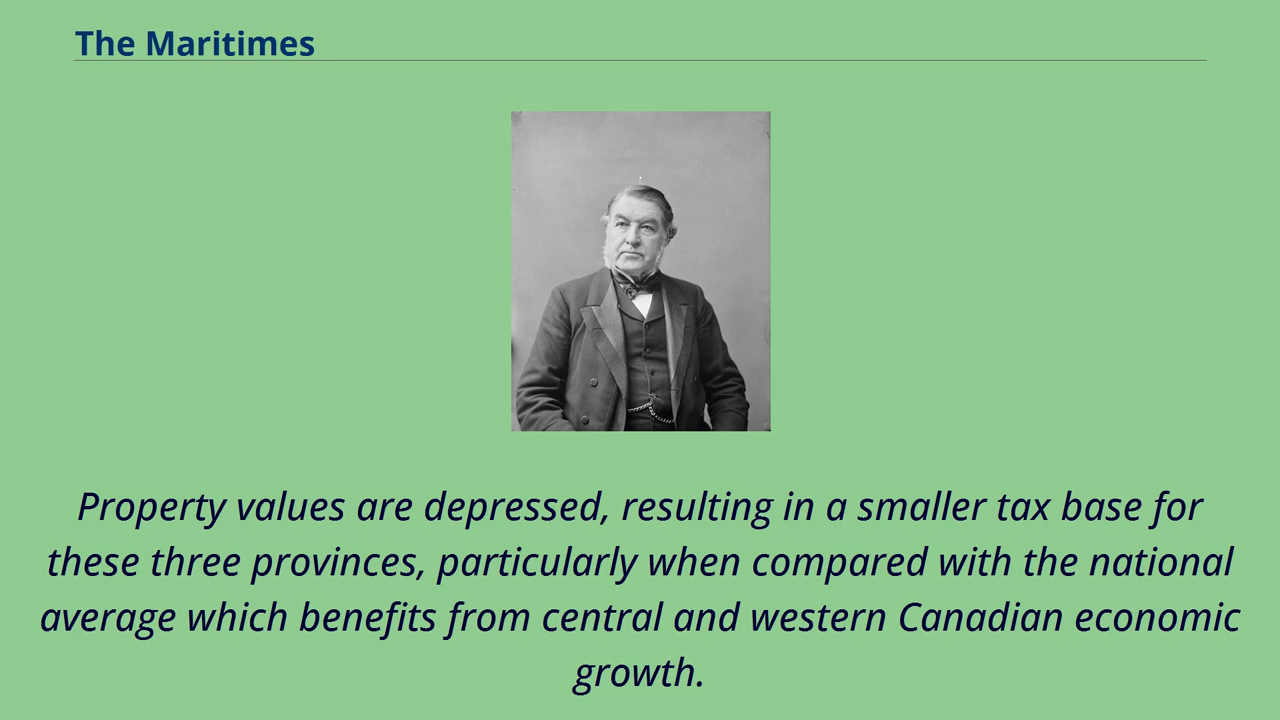 The Maritimes
Property values are depressed, resulting in a smaller tax base for
these three provinces, particularly when compared with the national
average which benefits from central and western Canadian economic
growth.